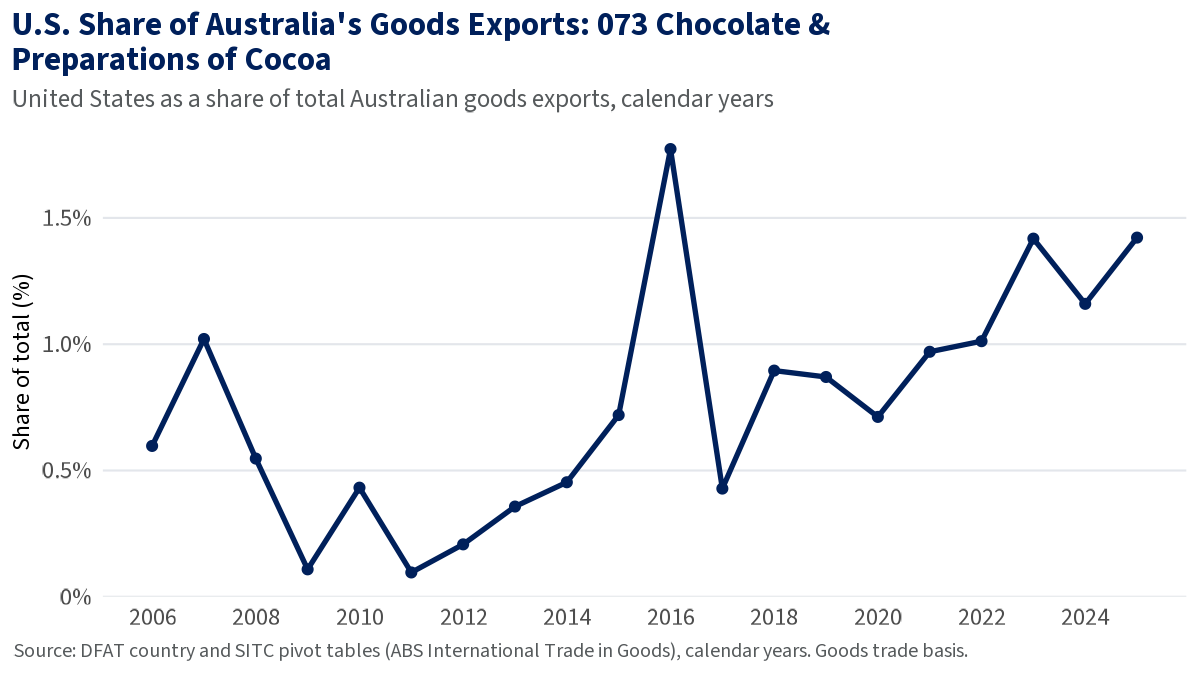 U.S. Share of Australia's Goods Exports: 073 Chocolate &
Preparations of Cocoa
United States as a share of total Australian goods exports, calendar years
Share of total (%)
1.5%
1.0%
0.5%
0%
2006 2008 2010 2012 2014 2016 2018 2020 2022 2024
Source: DFAT country and SITC pivot tables (ABS International Trade in Goods), calendar years. Goods trade basis.